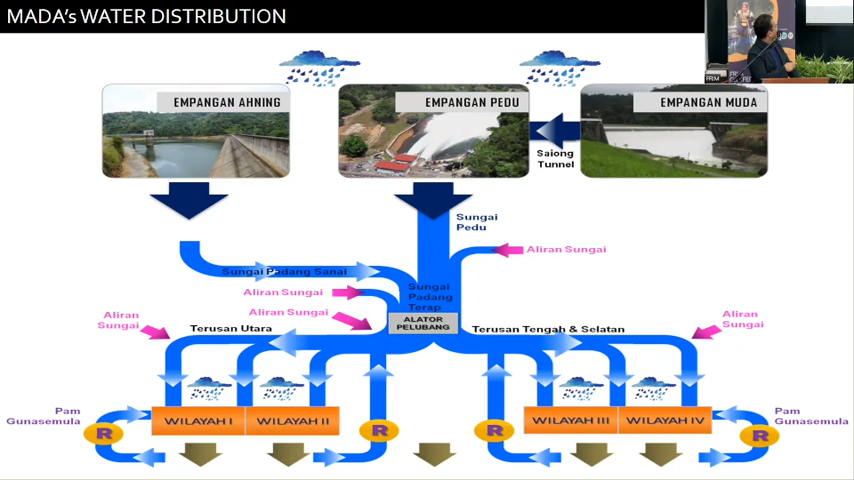 MADA's WATER DISTRIBUTION
EMPANGAN AHNING
EMPANGAN PEDU
EMPANGAN MUDA
Saiong
Tunnel
Sungai
Pedu
Aliran Sungai
Sungai Padang Sanai
Aliran Sungai
Sungai
Padang
Terap
Aliran Sungai
Aliran
Sungai
Aliran
Sungai
ALATOR
PELUBANG
Terusan Utara
Terusan Tengah & Selatan
Pam
Gunasemula
R
WILAYAH I
WILAYAH II
R
R
WILAYAH III
WILAYAH IV
R
Pam
Gunasemula